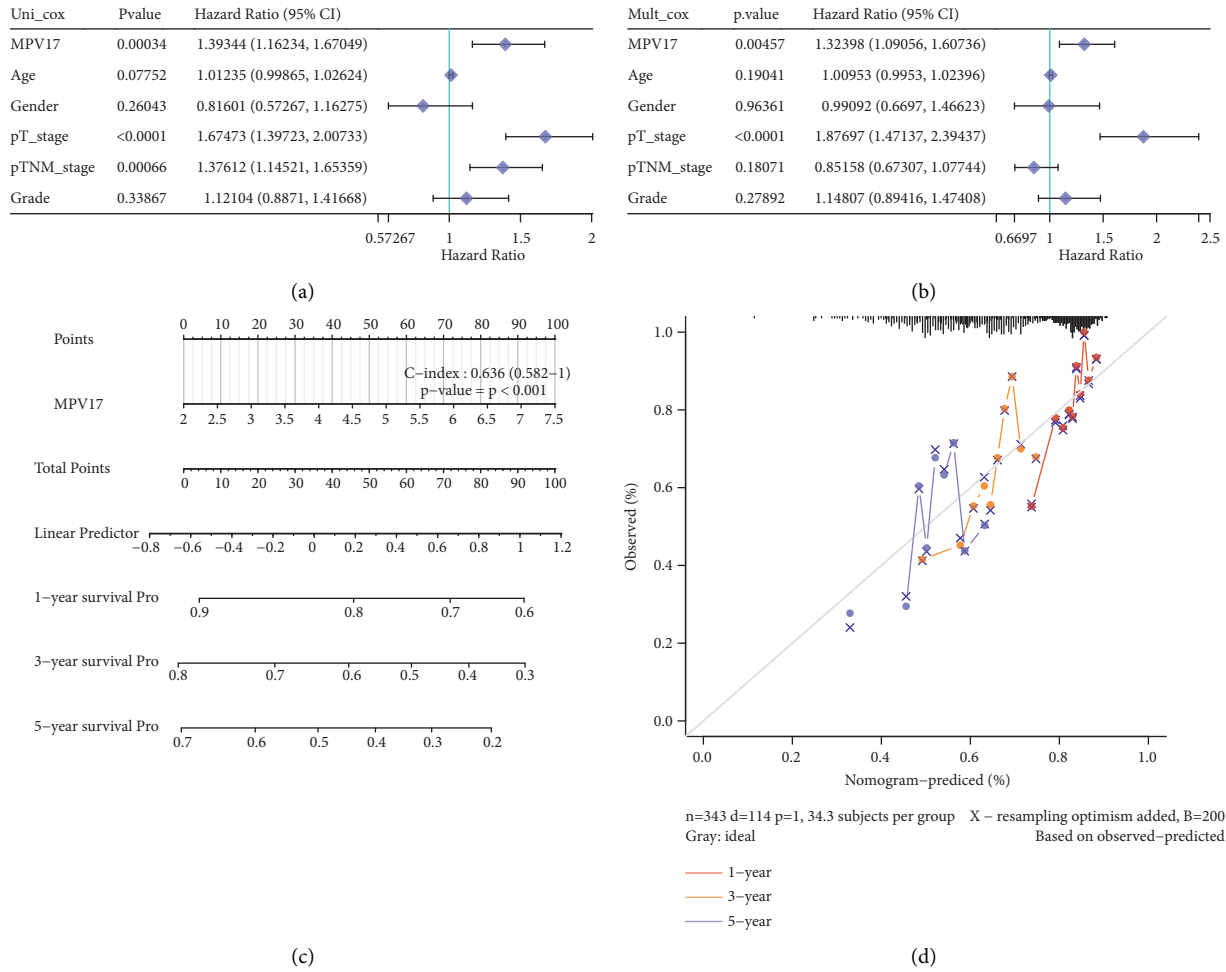 Uni_cox Pvalue Hazard Ratio (95% CI)
MPV17 0.00034 1.39344 (1.16234, 1.67049)
Age 0.07752 1.01235 (0.99865, 1.02624)
Gender 0.26043 0.81601 (0.57267, 1.16275)
pT_stage <0.0001 1.67473 (1.39723, 2.00733)
pTNM_stage 0.00066 1.37612 (1.14521, 1.65359)
Grade 0.33867 1.12104 (0.8871, 1.41668)
0.57267 1 1.5 2
Hazard Ratio
(a)
Mult_cox p.value Hazard Ratio (95% CI)
MPV17 0.00457 1.32398 (1.09056, 1.60736)
Age 0.19041 1.00953 (0.9953, 1.02396)
Gender 0.96361 0.99092 (0.6697, 1.46623)
pT_stage <0.0001 1.87697 (1.47137, 2.39437)
pTNM_stage 0.18071 0.85158 (0.67307, 1.07744)
Grade 0.27892 1.14807 (0.89416, 1.47408)
0.6697 1 1.5 2 2.5
Hazard Ratio
(b)
0 10 20 30 40 50 60 70 80 90 100
Points
C−index : 0.636 (0.582−1)
p−value = p < 0.001
MPV17
2 2.5 3 3.5 4 4.5 5 5.5 6 6.5 7 7.5
Total Points
0 10 20 30 40 50 60 70 80 90 100
Linear Predictor
−0.8 −0.6 −0.4 −0.2 0 0.2 0.4 0.6 0.8 1 1.2
1−year survival Pro
0.9 0.8 0.7 0.6
3−year survival Pro
0.8 0.7 0.6 0.5 0.4 0.3
5−year survival Pro
0.7 0.6 0.5 0.4 0.3 0.2
(c)
1.0
0.8
0.6
0.4
0.2
0.0
Observed (%)
0.0 0.2 0.4 0.6 0.8 1.0
Nomogram−prediced (%)
n=343 d=114 p=1, 34.3 subjects per group X − resampling optimism added, B=200
Gray: ideal Based on observed−predicted
1−year
3−year
5−year
(d)